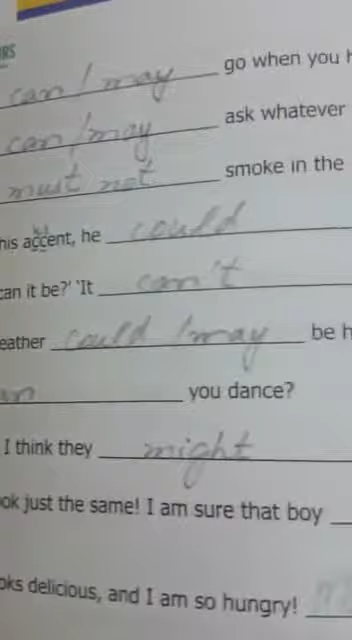 can / may go when you
can / may ask whatever
must not smoke in the
his accent, he could
can it be?' 'It can't
eather could / may be h
you dance?
I think they might
ok just the same! I am sure that boy
oks delicious, and I am so hungry!